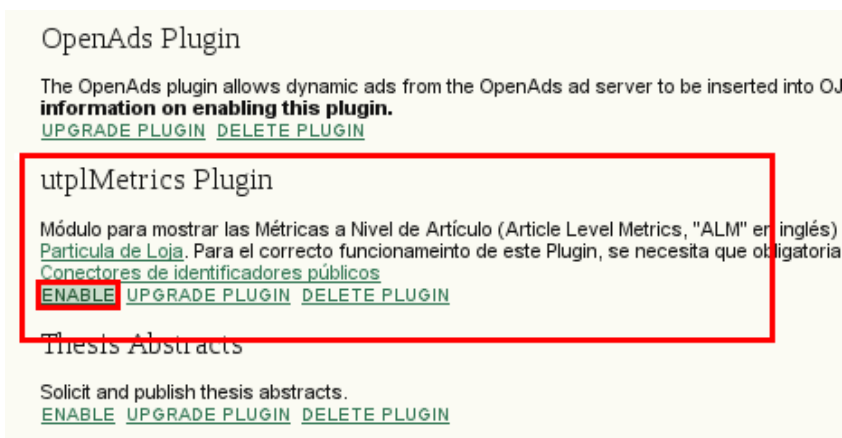 OpenAds Plugin
The OpenAds plugin allows dynamic ads from the OpenAds ad server to be inserted into OJ
information on enabling this plugin.
UPGRADE PLUGIN DELETE PLUGIN
utplMetrics Plugin
Módulo para mostrar las Métricas a Nivel de Artículo (Article Level Metrics, "ALM" en inglés)
Particula de Loja. Para el correcto funcionameinto de este Plugin, se necesita que obligatoria
Conectores de identificadores públicos
ENABLE UPGRADE PLUGIN DELETE PLUGIN
Thesis Abstracts
Solicit and publish thesis abstracts.
ENABLE UPGRADE PLUGIN DELETE PLUGIN